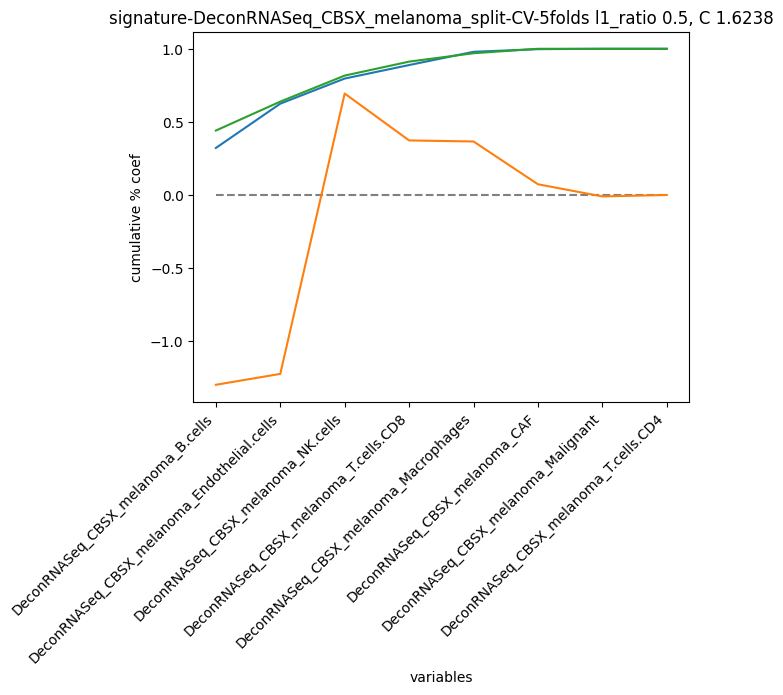 signature-DeconRNASeq_CBSX_melanoma_split-CV-5folds l1_ratio 0.5, C 1.6238
1.0
0.5
0.0
−0.5
−1.0
cumulative % coef
DeconRNASeq_CBSX_melanoma_B.cells
DeconRNASeq_CBSX_melanoma_Endothelial.cells
DeconRNASeq_CBSX_melanoma_NK.cells
DeconRNASeq_CBSX_melanoma_T.cells.CD8
DeconRNASeq_CBSX_melanoma_Macrophages
DeconRNASeq_CBSX_melanoma_CAF
DeconRNASeq_CBSX_melanoma_Malignant
DeconRNASeq_CBSX_melanoma_T.cells.CD4
variables